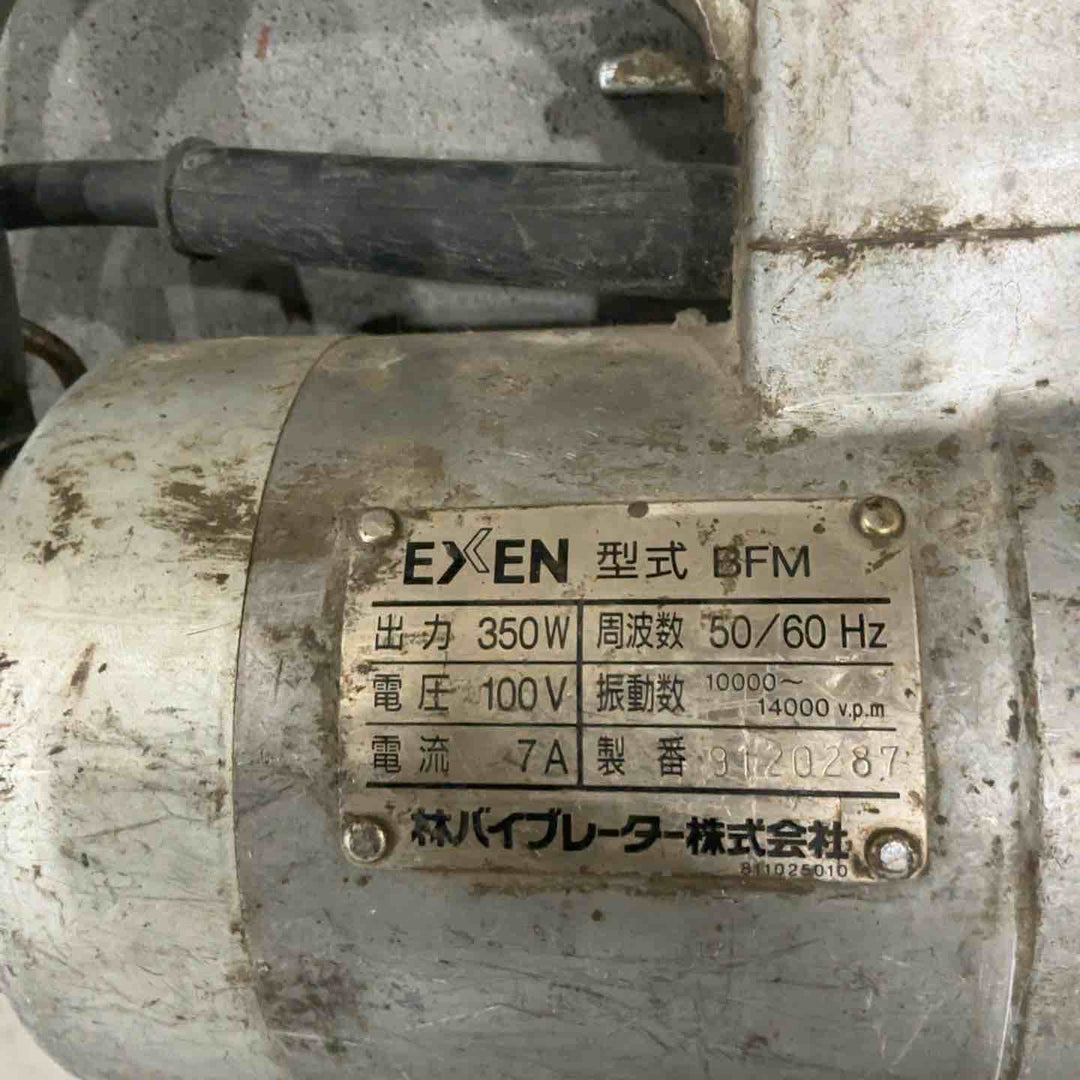 EXEN 型式 BFM
出力 350W 周波数 50/60 Hz
電圧 100V 振動数 10000～14000 v.p.m
電流 7A 製番 9120287
林バイブレーター株式会社
811025010